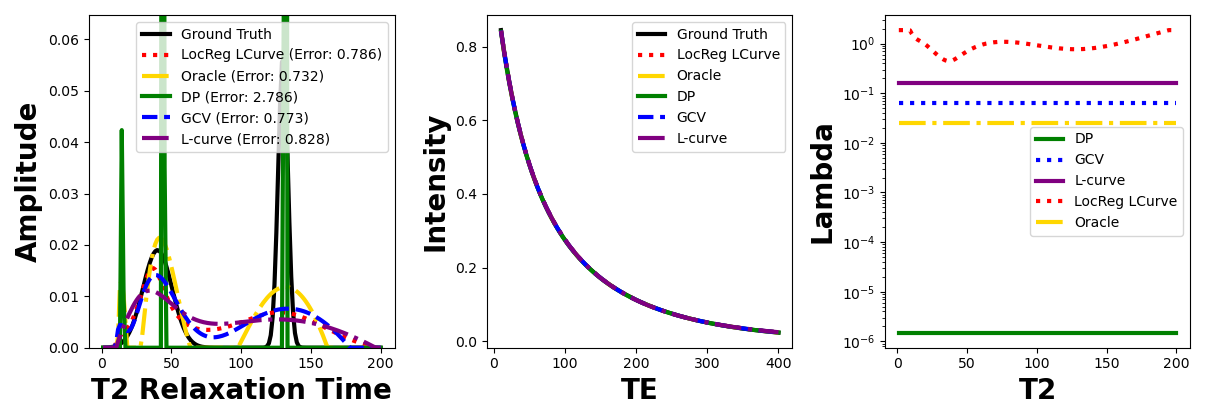 Amplitude
0.06
0.05
0.04
0.03
0.02
0.01
0.00
Ground Truth
LocReg LCurve (Error: 0.786)
Oracle (Error: 0.732)
DP (Error: 2.786)
GCV (Error: 0.773)
L-curve (Error: 0.828)
0 50 100 150 200
T2 Relaxation Time
Intensity
0.8
0.6
0.4
0.2
0.0
Ground Truth
LocReg LCurve
Oracle
DP
GCV
L-curve
0 100 200 300 400
TE
Lambda
10⁰
10⁻¹
10⁻²
10⁻³
10⁻⁴
10⁻⁵
10⁻⁶
DP
GCV
L-curve
LocReg LCurve
Oracle
0 50 100 150 200
T2